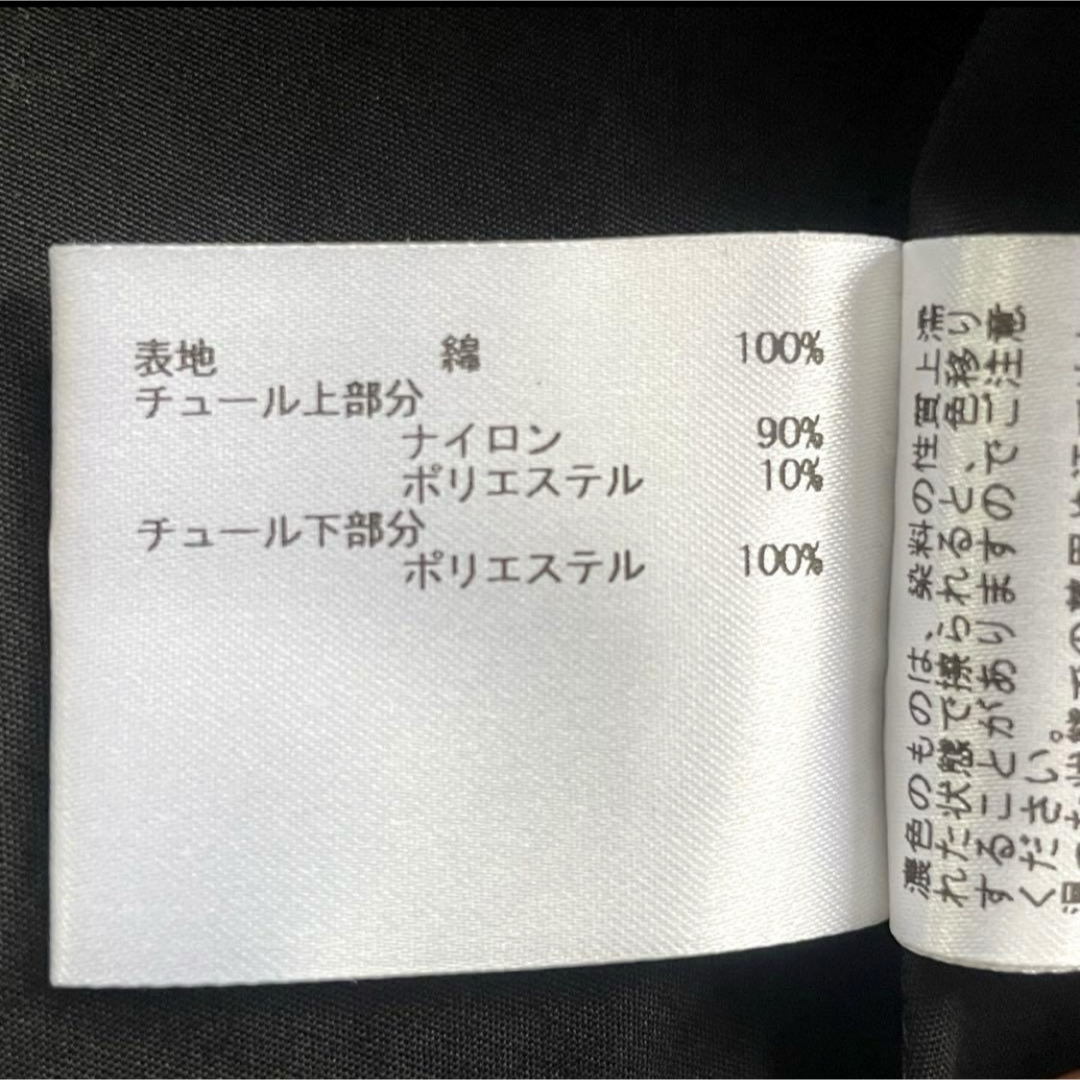 表地 綿 100%
チュール上部分
ナイロン 90%
ポリエステル 10%
チュール下部分
ポリエステル 100%
濃色のものは、染料の性質上濡
れた状態で擦られると、色移り
することがありますのでご注意
ください。